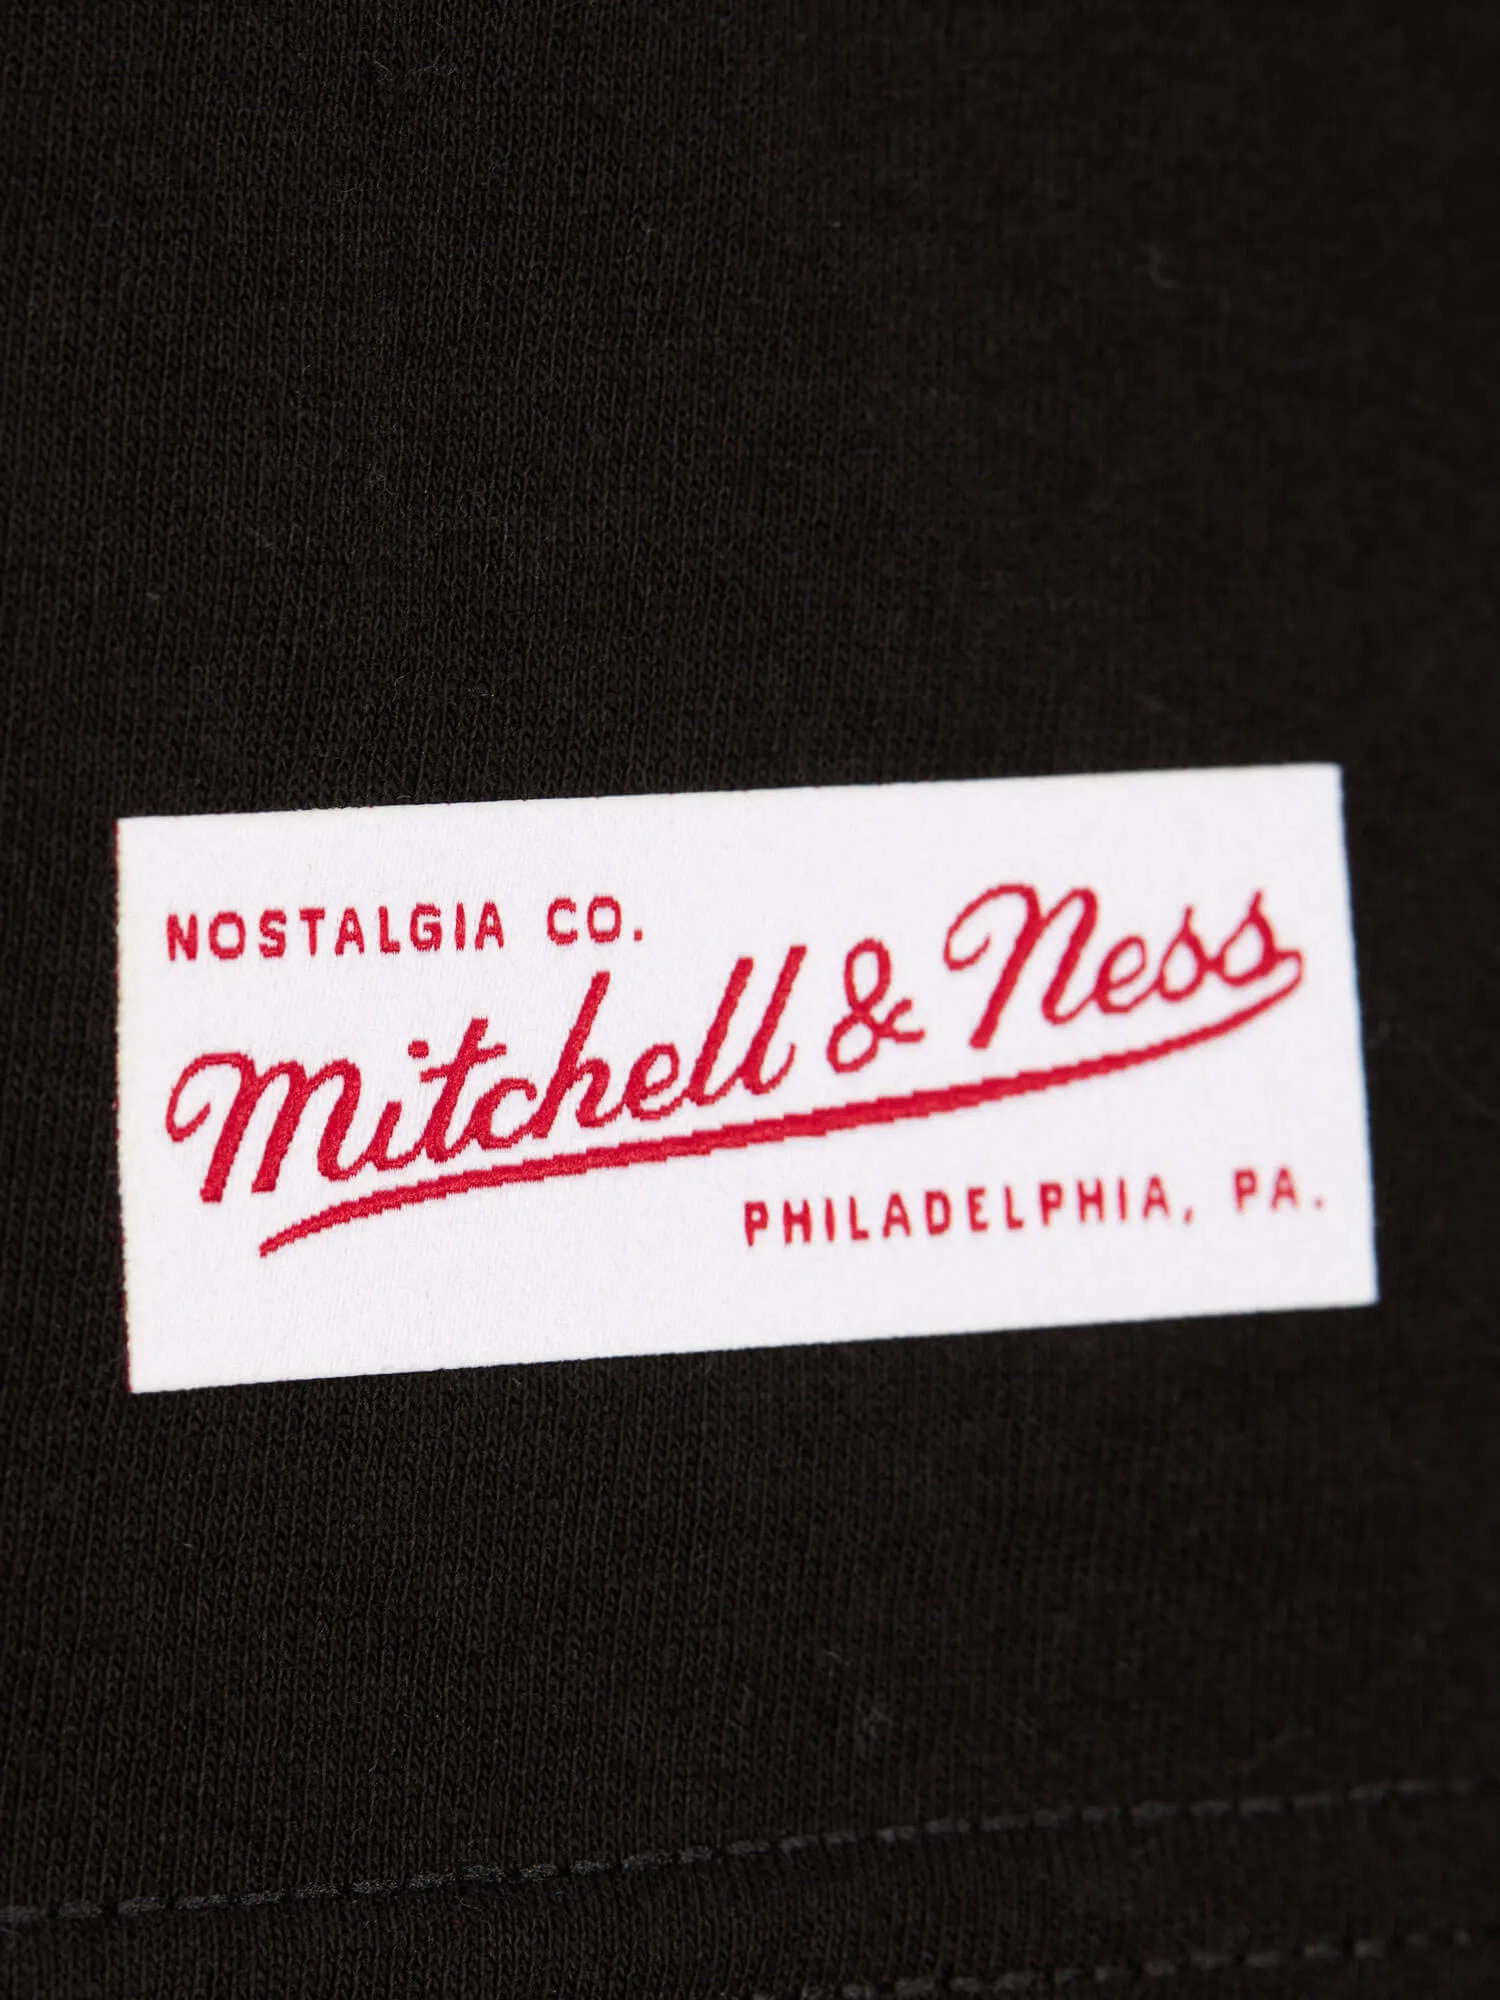 NOSTALGIA CO.
Mitchell & Ness
PHILADELPHIA, PA.